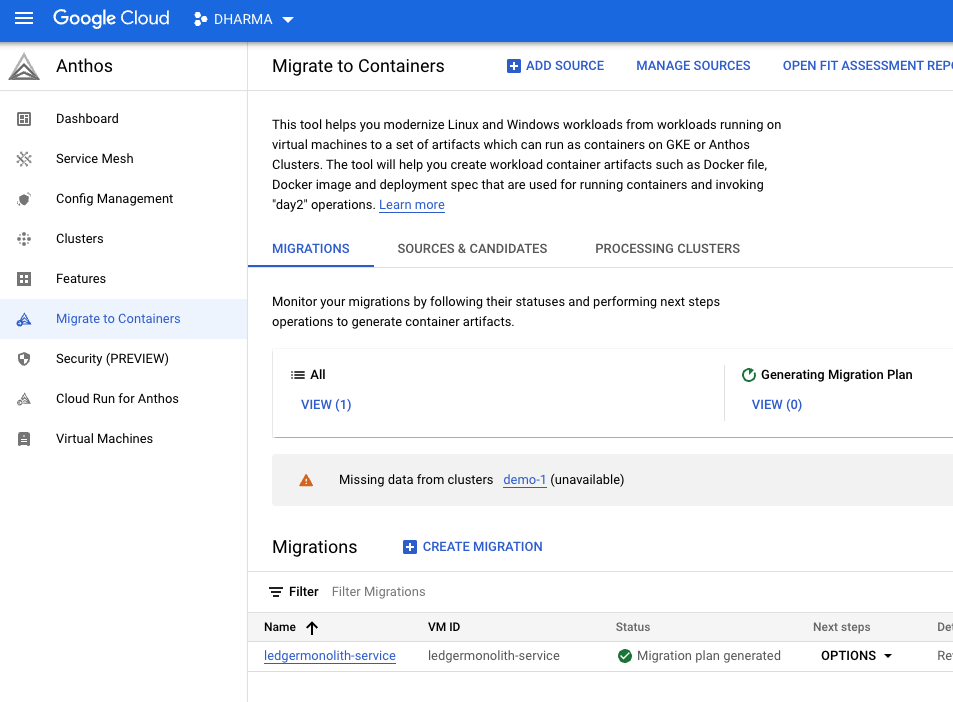 Google Cloud DHARMA
Anthos
Dashboard
Service Mesh
Config Management
Clusters
Features
Migrate to Containers
Security (PREVIEW)
Cloud Run for Anthos
Virtual Machines
Migrate to Containers
ADD SOURCE MANAGE SOURCES OPEN FIT ASSESSMENT REPO
This tool helps you modernize Linux and Windows workloads from workloads running on
virtual machines to a set of artifacts which can run as containers on GKE or Anthos
Clusters. The tool will help you create workload container artifacts such as Docker file,
Docker image and deployment spec that are used for running containers and invoking
"day2" operations. Learn more
MIGRATIONS SOURCES & CANDIDATES PROCESSING CLUSTERS
Monitor your migrations by following their statuses and performing next steps
operations to generate container artifacts.
All
VIEW (1)
Generating Migration Plan
VIEW (0)
Missing data from clusters demo-1 (unavailable)
Migrations CREATE MIGRATION
Filter Filter Migrations
Name VM ID Status Next steps Det
ledgermonolith-service ledgermonolith-service Migration plan generated OPTIONS Re